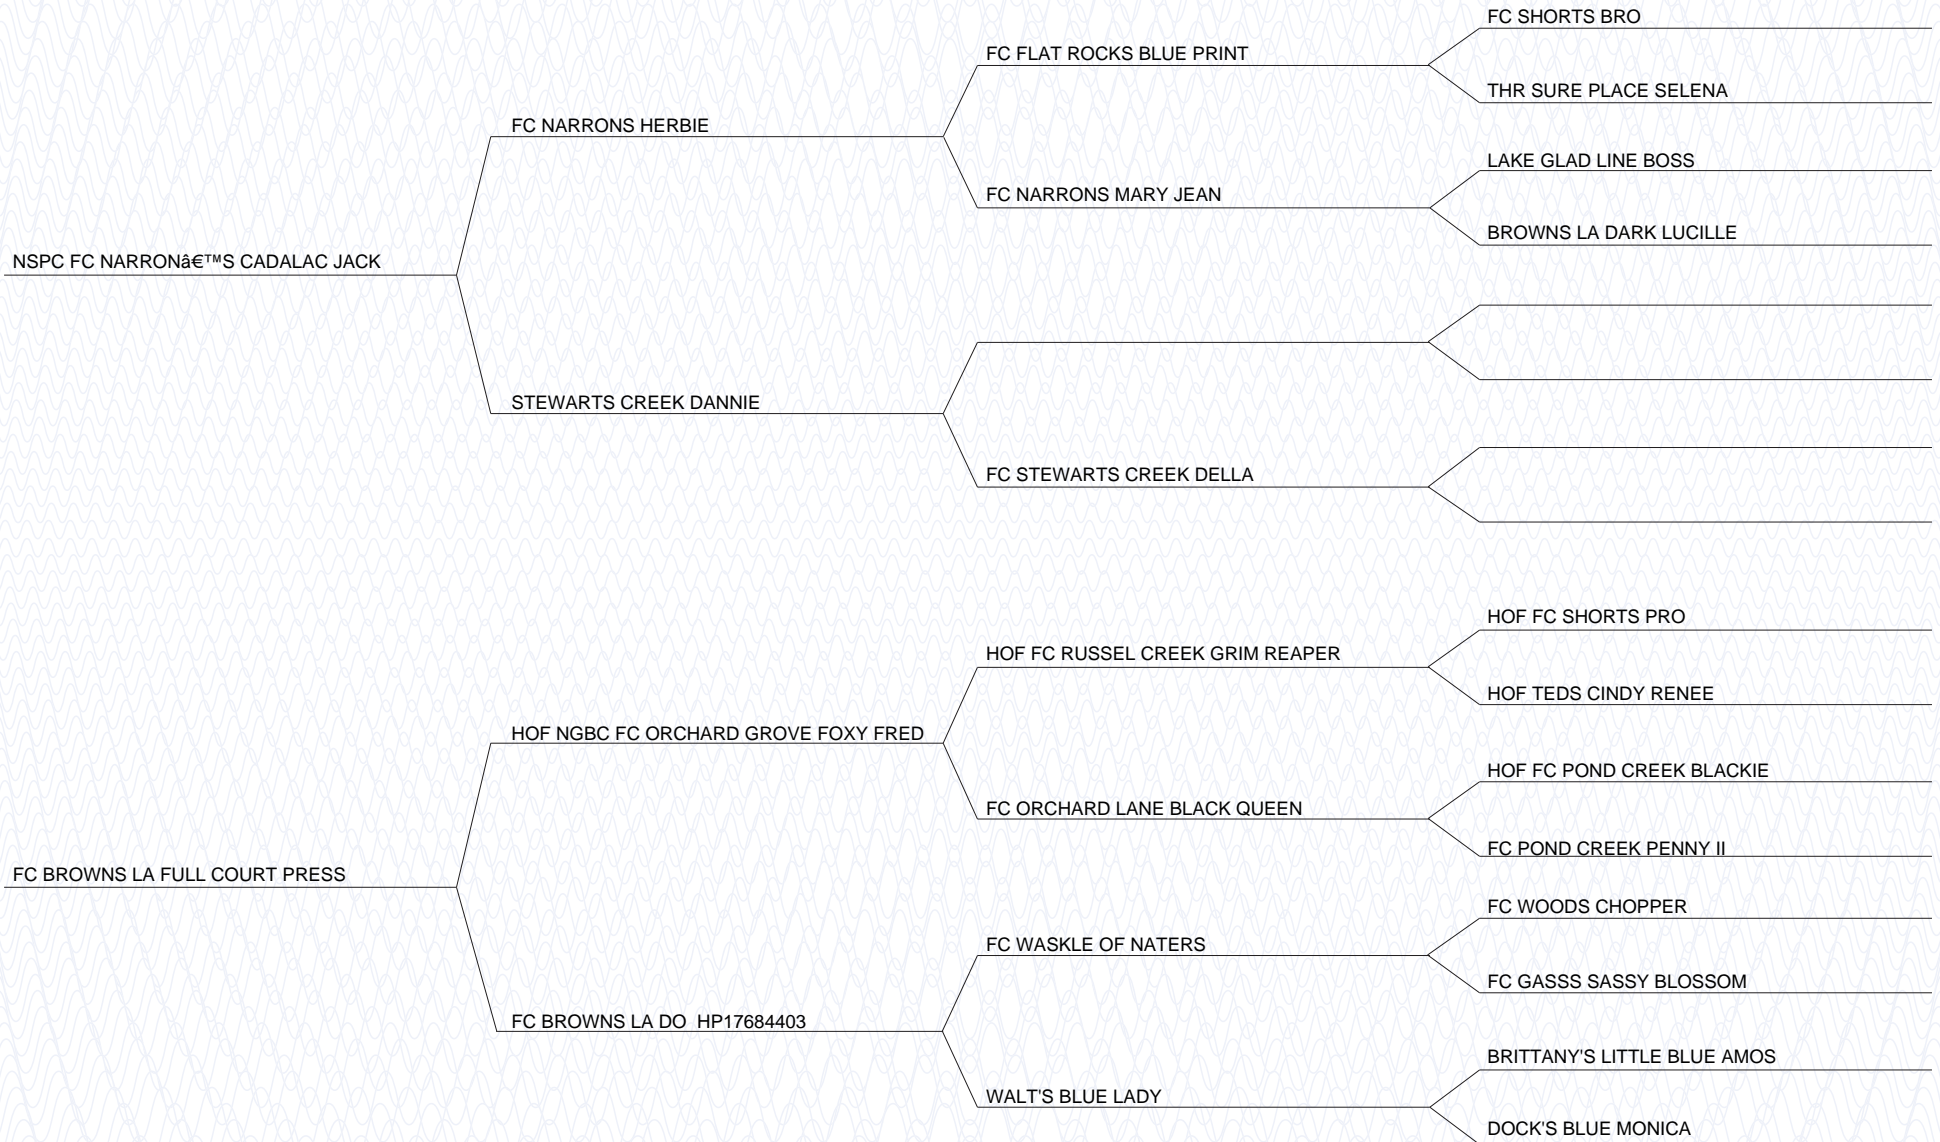 FC SHORTS BRO
FC FLAT ROCKS BLUE PRINT
THR SURE PLACE SELENA
FC NARRONS HERBIE
LAKE GLAD LINE BOSS
FC NARRONS MARY JEAN
BROWNS LA DARK LUCILLE
NSPC FC NARRONâ€™S CADALAC JACK
STEWARTS CREEK DANNIE
FC STEWARTS CREEK DELLA
HOF FC SHORTS PRO
HOF FC RUSSEL CREEK GRIM REAPER
HOF TEDS CINDY RENEE
HOF NGBC FC ORCHARD GROVE FOXY FRED
HOF FC POND CREEK BLACKIE
FC ORCHARD LANE BLACK QUEEN
FC POND CREEK PENNY II
FC BROWNS LA FULL COURT PRESS
FC WOODS CHOPPER
FC WASKLE OF NATERS
FC GASSS SASSY BLOSSOM
FC BROWNS LA DO  HP17684403
BRITTANY'S LITTLE BLUE AMOS
WALT'S BLUE LADY
DOCK'S BLUE MONICA